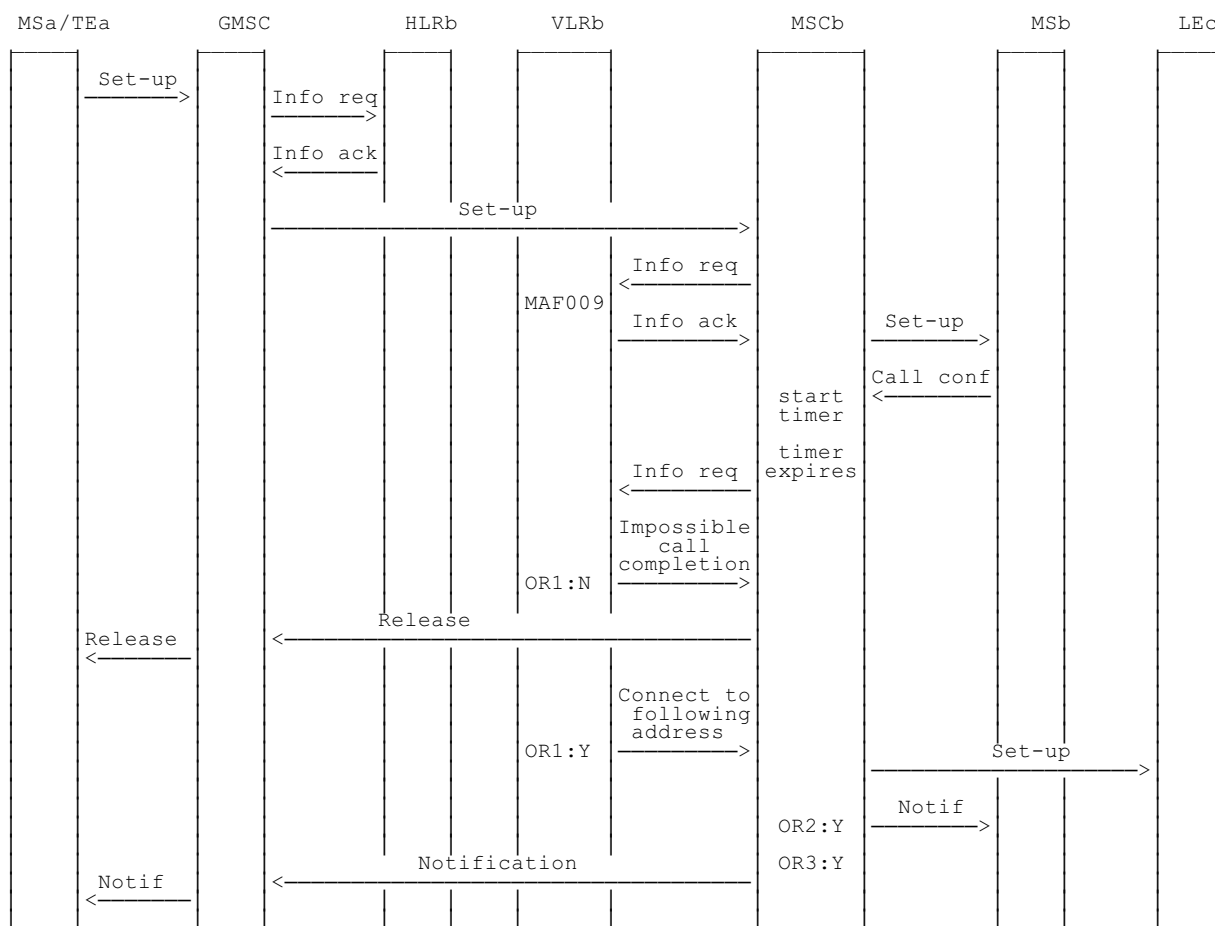 MSa/TEa GMSC HLRb VLRb MSCb MSb LEc
Set-up
Info req
Info ack
Set-up
Info req
MAF009
Info ack Set-up
Call conf
start
timer
timer
Info req expires
Impossible
call
completion
OR1:N
Release
Release
Connect to
following
address
OR1:Y Set-up
Notif
OR2:Y
Notification OR3:Y
Notif